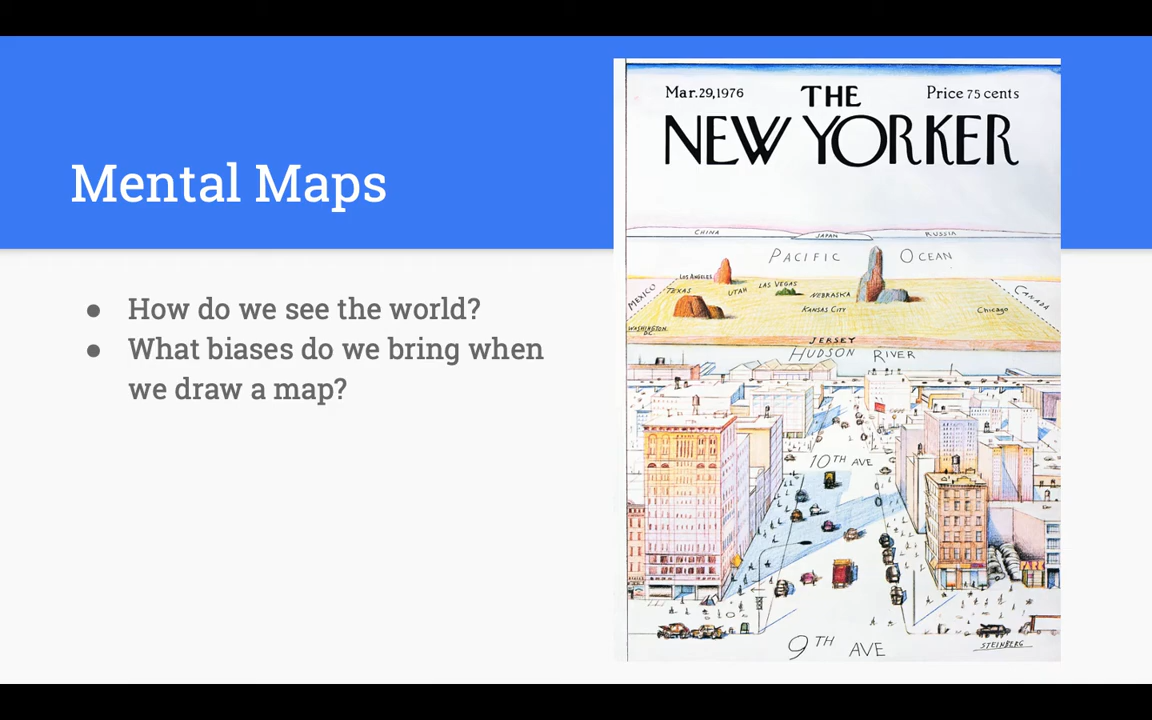 Mental Maps
● How do we see the world?
● What biases do we bring when
we draw a map?
Mar.29,1976
THE
Price 75 cents
NEW YORKER
CHINA
JAPAN
RUSSIA
PACIFIC OCEAN
LOS ANGELES
MEXICO
TEXAS
UTAH
LAS VEGAS
NEBRASKA
CANADA
KANSAS CITY
Chicago
WASHINGTON D.C.
JERSEY
HUDSON RIVER
10TH AVE
9TH AVE
STEINBERG